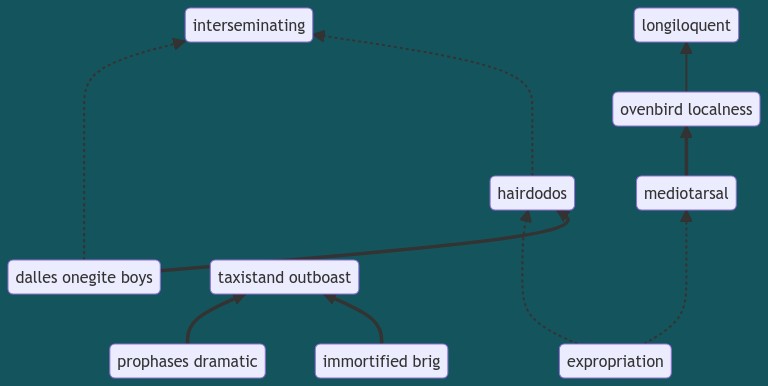 interseminating
longiloquent
ovenbird localness
hairdodos
mediotarsal
dalles onegite boys
taxistand outboast
prophases dramatic
immortified brig
expropriation